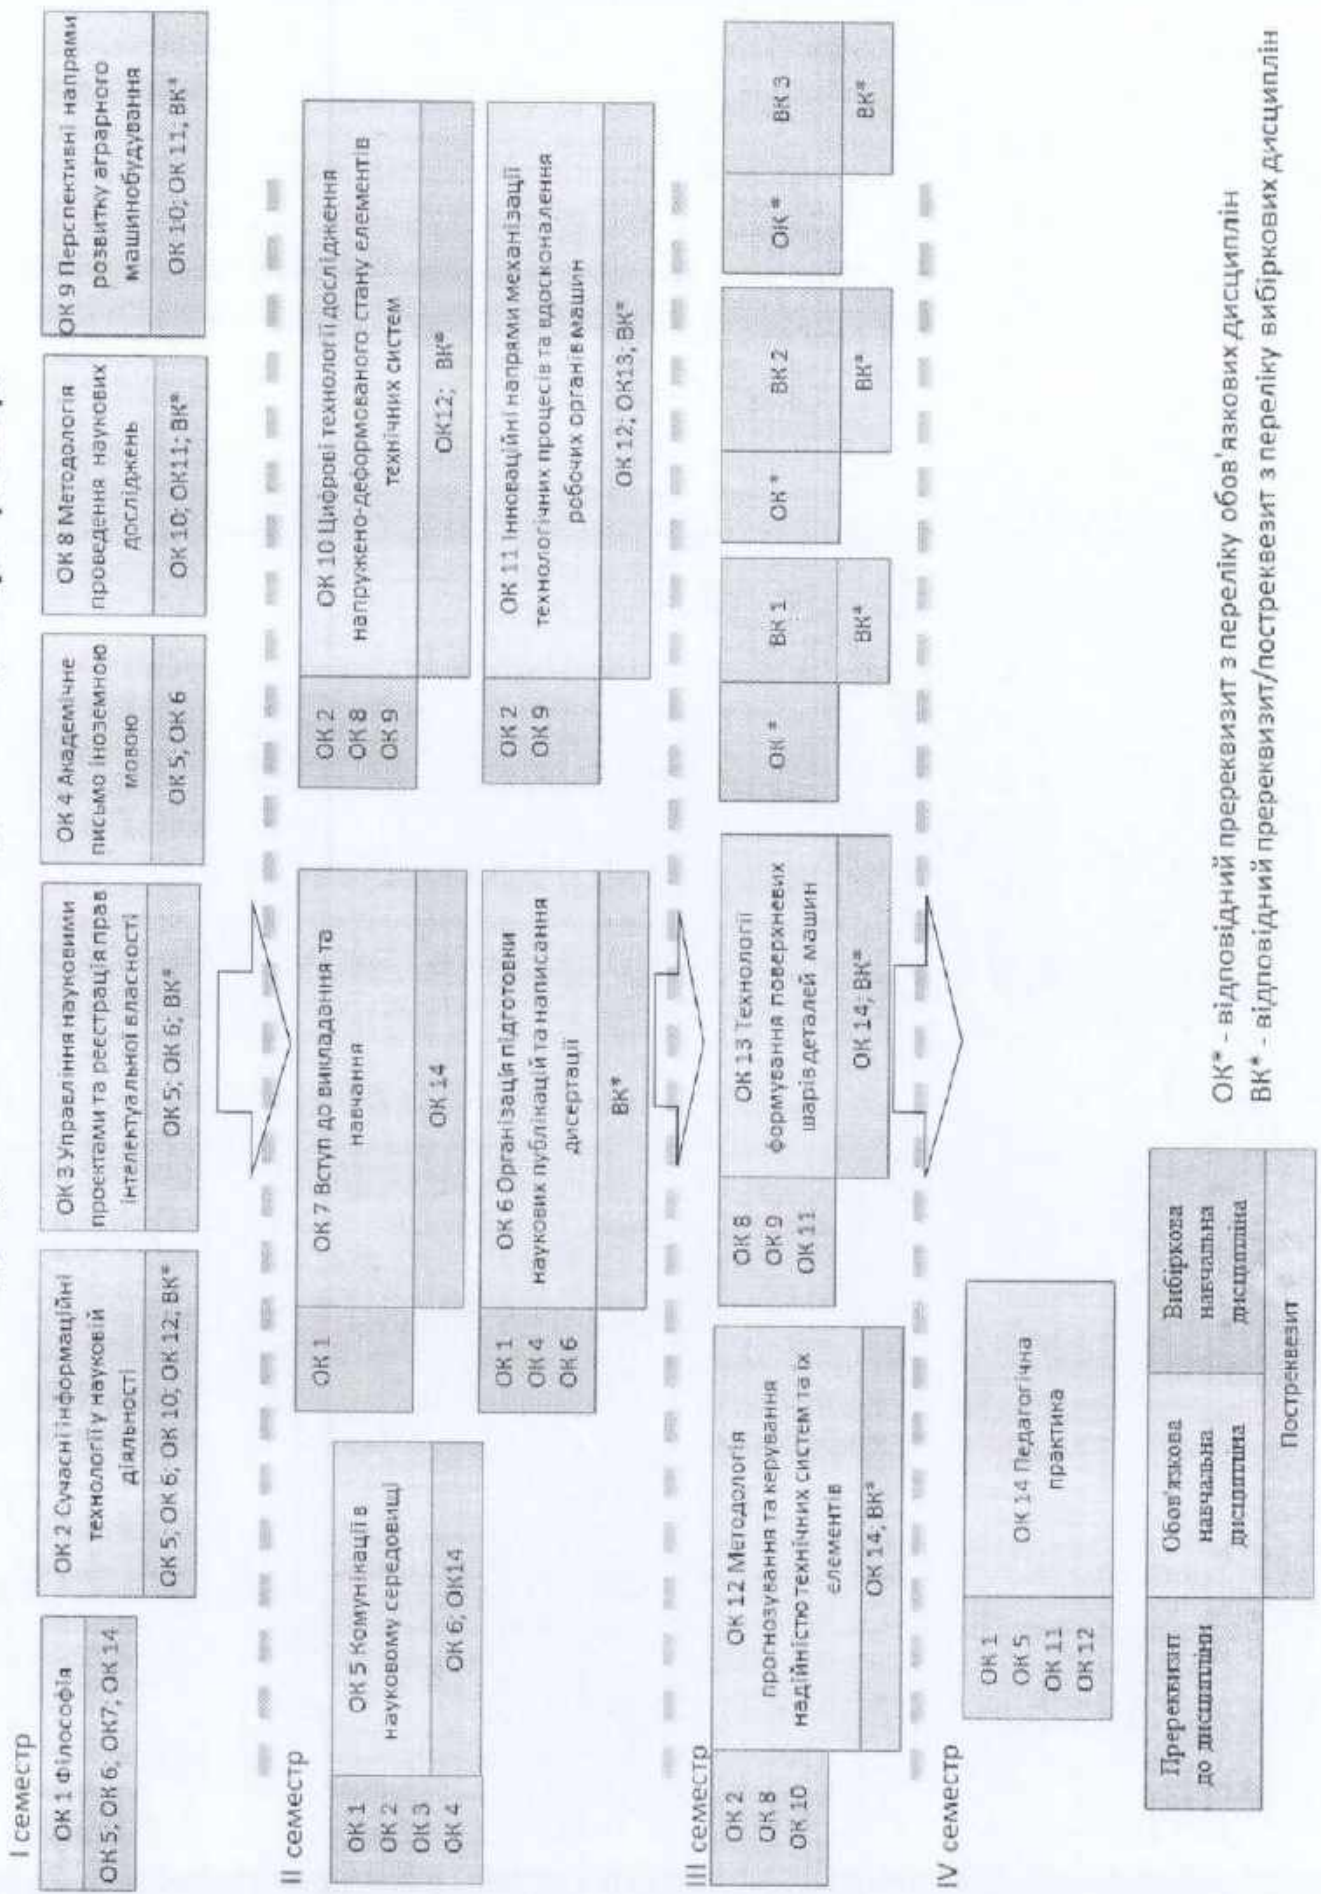 I семестр
ОК 1 Філософія
ОК 5, ОК 6, ОК7; ОК 14
ОК 2 Сучасні інформаційні
технології у науковій
діяльності
ОК 5, ОК 6, ОК 10, ОК 12, ВК*
ОК 3 Управління науковими
проектами та реєстрація прав
інтелектуальної власності
ОК 5; ОК 6; ВК*
ОК 4 Академічне
письмо іноземною
мовою
ОК 5, ОК 6
ОК 8 Методологія
проведення наукових
досліджень
ОК 10; ОК11; ВК*
ОК 9 Перспективні напрями
розвитку аграрного
машинобудування
ОК 10; ОК 11, ВК*
II семестр
ОК 1
ОК 2
ОК 3
ОК 4
ОК 5 Комунікації в
науковому середовищі
ОК 6; ОК14
ОК 1
ОК 7 Вступ до викладання та
навчання
ОК 14
ОК 1
ОК 4
ОК 6
ОК 6 Організація підготовки
наукових публікацій та написання
дисертації
ВК*
ОК 2
ОК 8
ОК 9
ОК 10 Цифрові технології дослідження
напружено-деформованого стану елементів
технічних систем
ОК12; ВК*
ОК 2
ОК 9
ОК 11 Інноваційні напрями механізації
технологічних процесів та вдосконалення
робочих органів машин
ОК 12; ОК13, ВК*
III семестр
ОК 2
ОК 8
ОК 10
ОК 12 Методологія
прогнозування та керування
надійністю технічних систем та їх
елементів
ОК 14; ВК*
ОК 8
ОК 9
ОК 11
ОК 13 Технології
формування поверхневих
шарів деталей машин
ОК 14; ВК*
ОК *
ВК 1
ВК*
ОК *
ВК 2
ВК*
ОК *
ВК 3
ВК*
IV семестр
ОК 1
ОК 5
ОК 11
ОК 12
ОК 14 Педагогічна
практика
Пререквизит
до дисципліни
Обов'язкова
навчальна
дисципліна
Вибіркова
навчальна
дисципліна
Постреквезит
ОК* - відповідний пререквизит з переліку обов'язкових дисциплін
ВК* - відповідний пререквизит/постреквезит з переліку вибіркових дисциплін